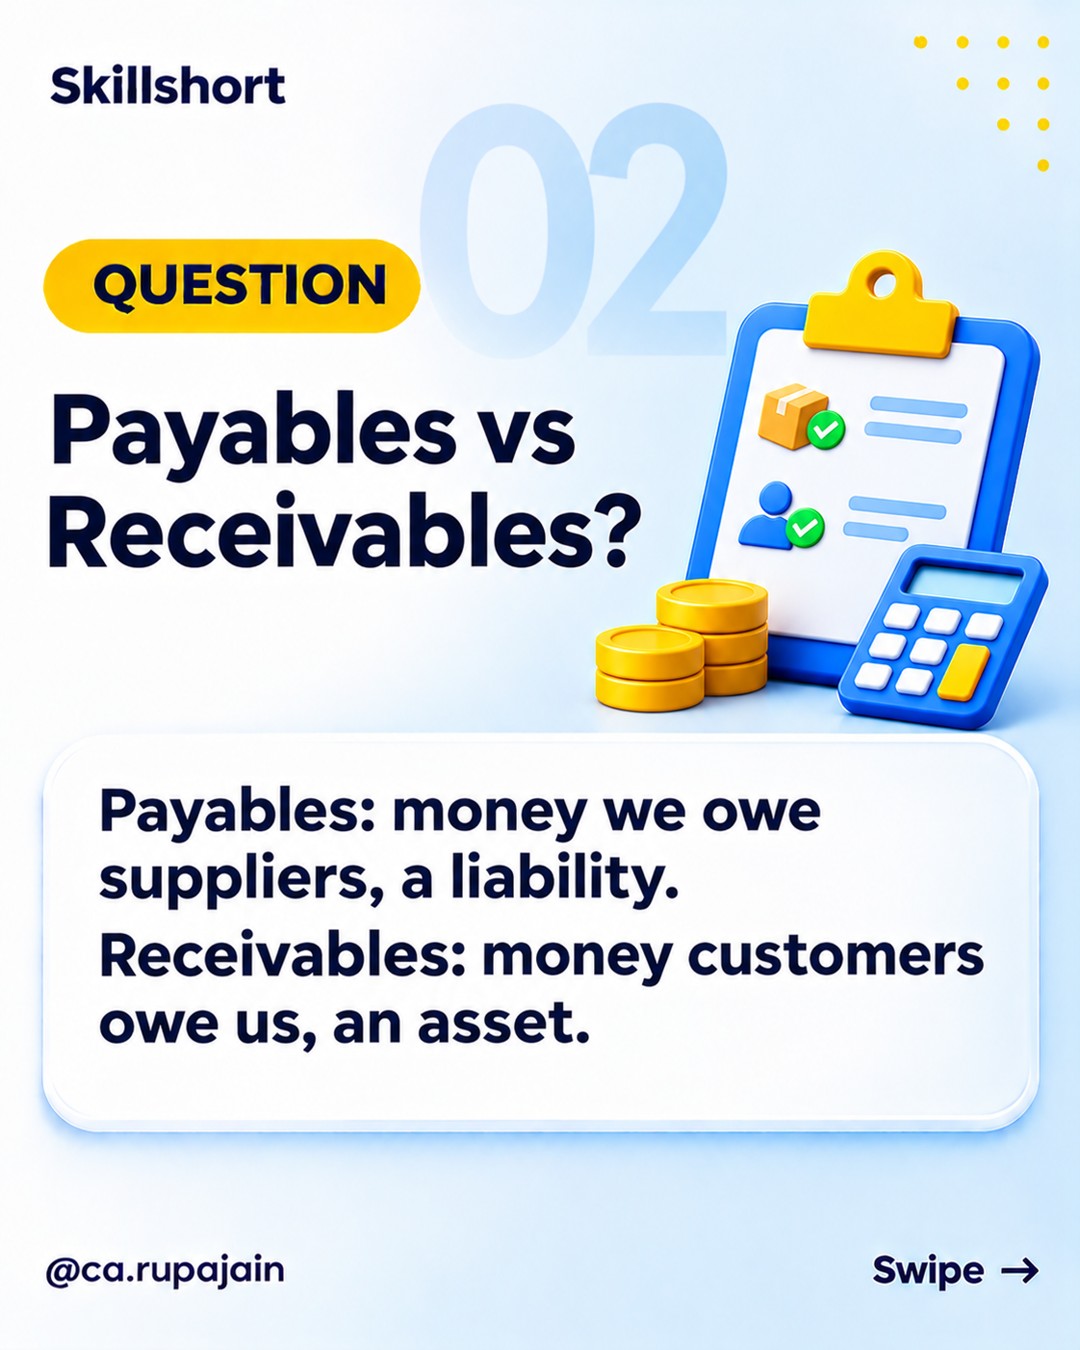 Skillshort
02
QUESTION
Payables vs
Receivables?
Payables: money we owe
suppliers, a liability.
Receivables: money customers
owe us, an asset.
@ca.rupajain
Swipe →